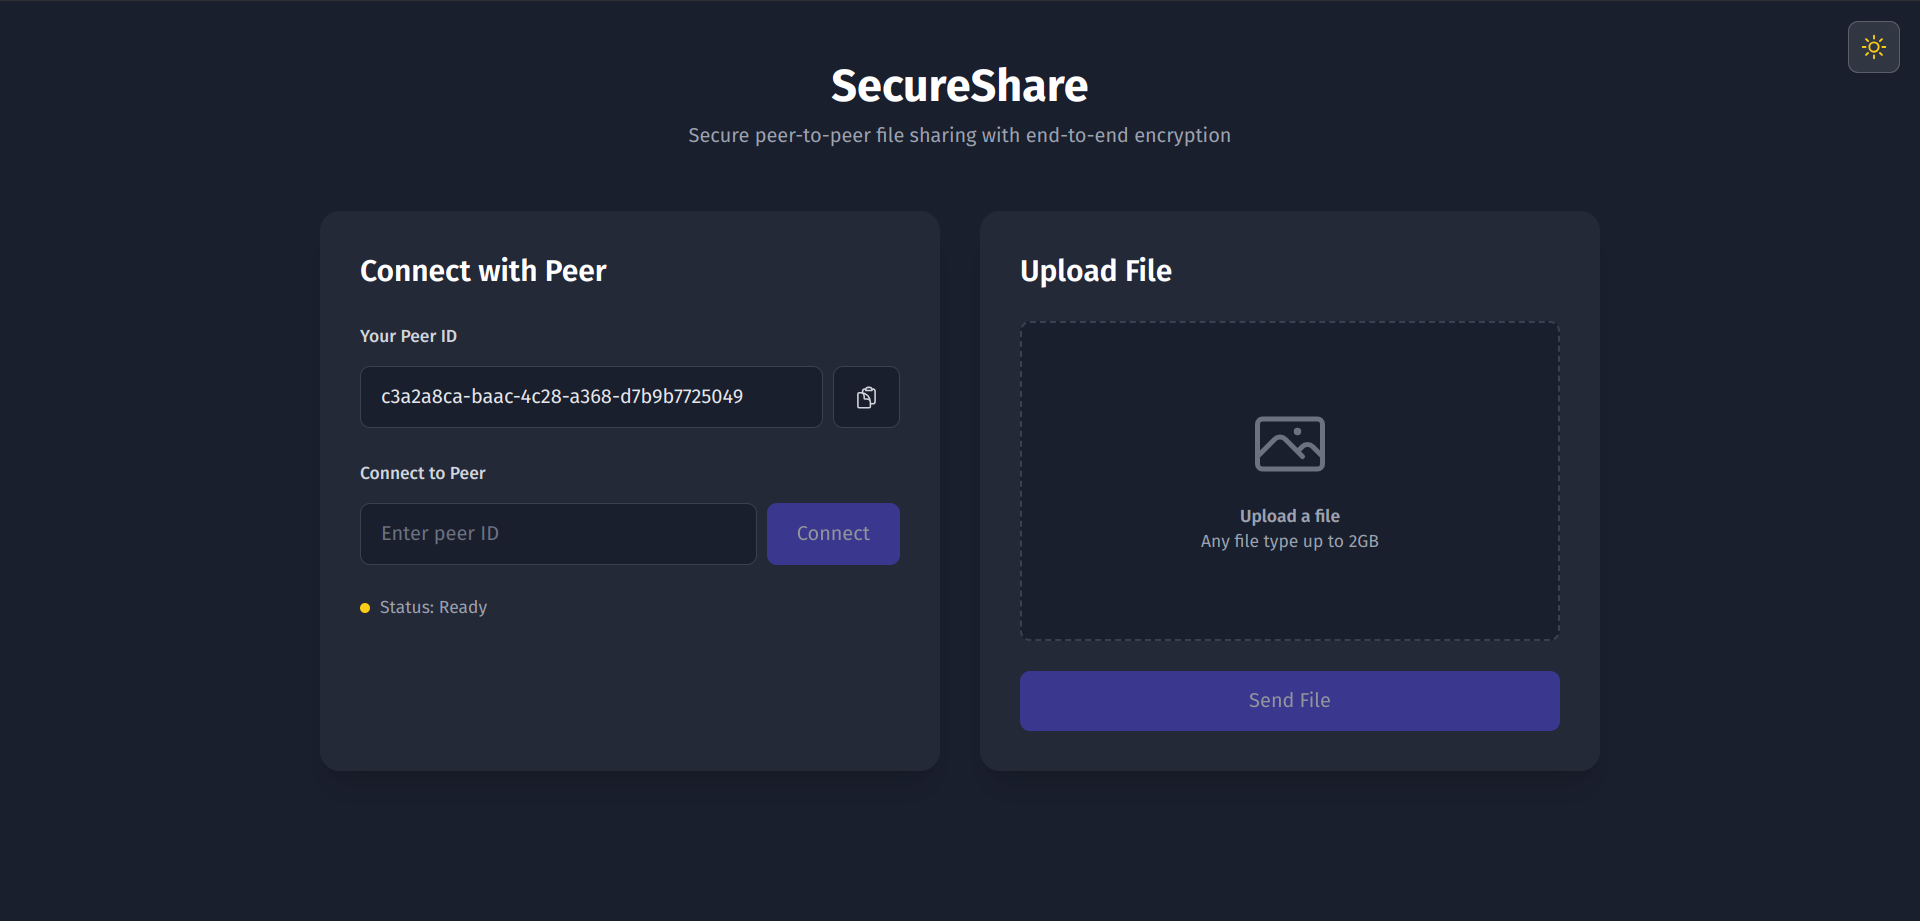 SecureShare
Secure peer-to-peer file sharing with end-to-end encryption
Connect with Peer
Your Peer ID
c3a2a8ca-baac-4c28-a368-d7b9b7725049
Connect to Peer
Enter peer ID
Connect
Status: Ready
Upload File
Upload a file
Any file type up to 2GB
Send File